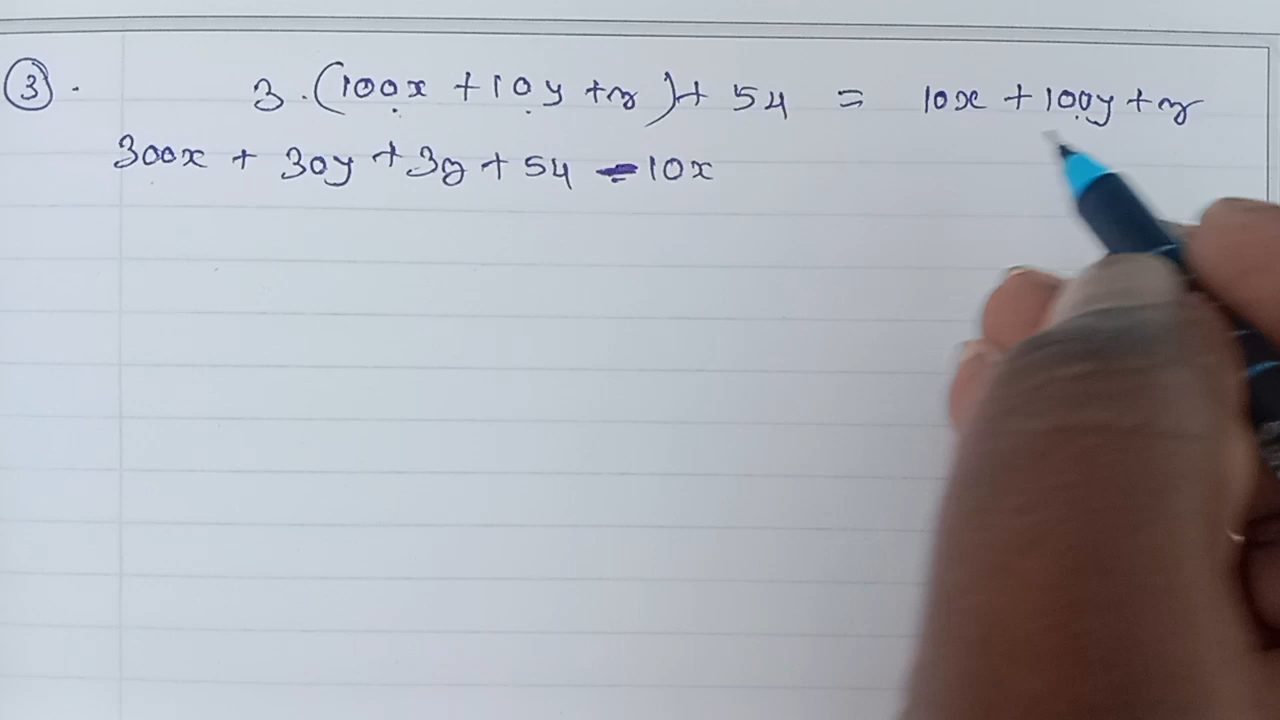 ③. 3.(100x + 10y + z) + 54 = 10x + 100y + z
300x + 30y + 3z + 54 - 10x